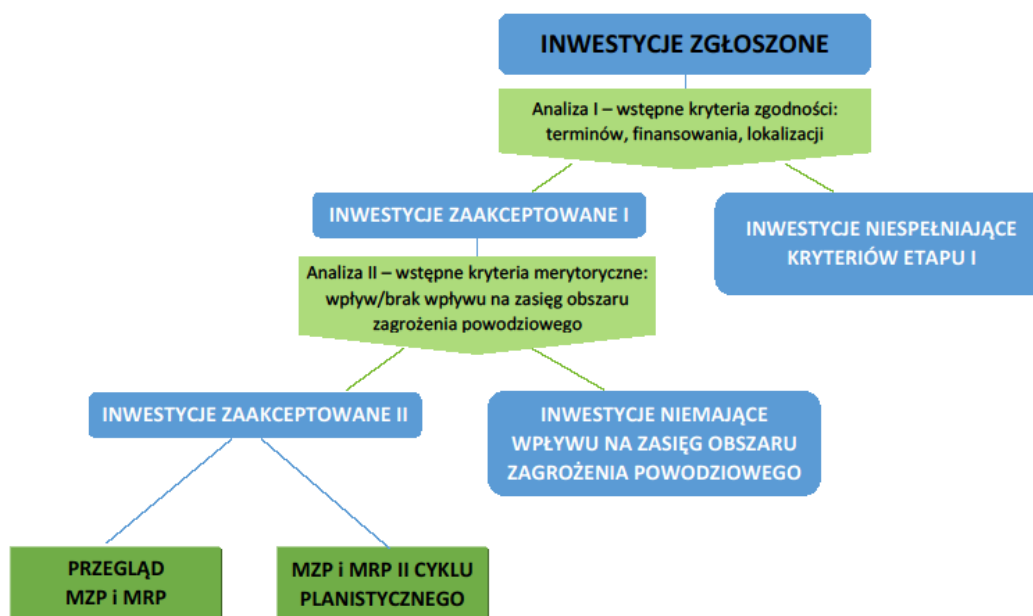 INWESTYCJE ZGŁOSZONE
Analiza I – wstępne kryteria zgodności:
terminów, finansowania, lokalizacji
INWESTYCJE ZAAKCEPTOWANE I
INWESTYCJE NIESPEŁNIAJĄCE
KRYTERIÓW ETAPU I
Analiza II – wstępne kryteria merytoryczne:
wpływ/brak wpływu na zasięg obszaru
zagrożenia powodziowego
INWESTYCJE ZAAKCEPTOWANE II
INWESTYCJE NIEMAJĄCE
WPŁYWU NA ZASIĘG OBSZARU
ZAGROŻENIA POWODZIOWEGO
PRZEGLĄD
MZP i MRP
MZP i MRP II CYKLU
PLANISTYCZNEGO